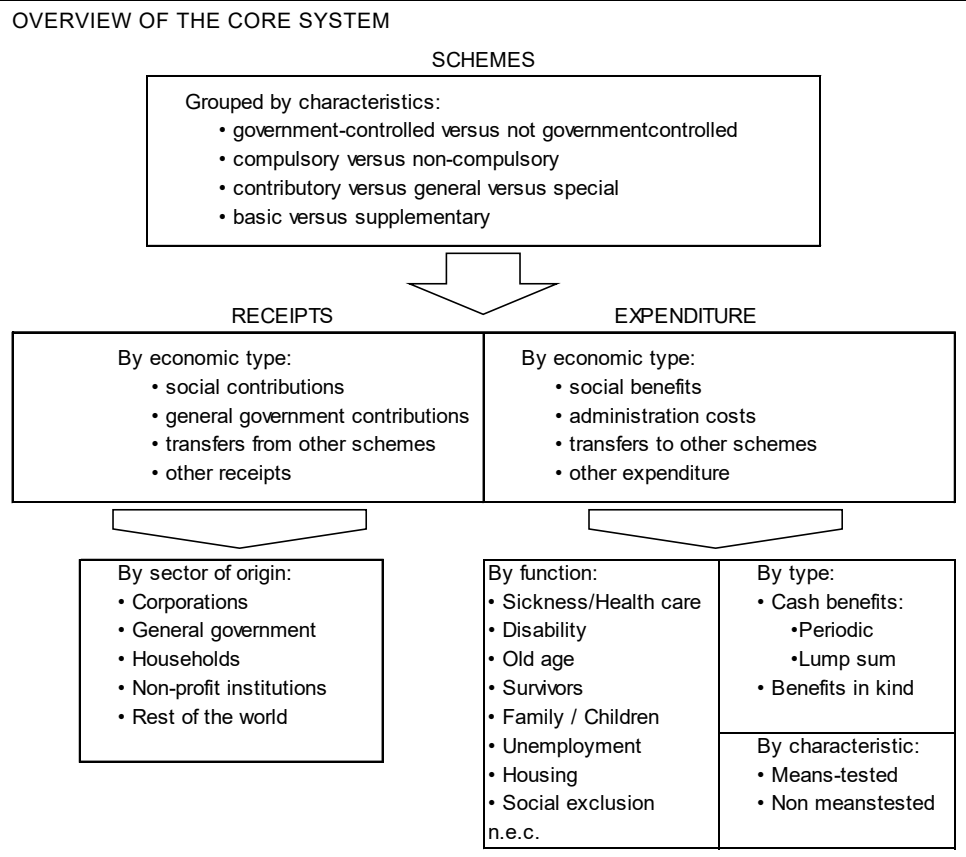 OVERVIEW OF THE CORE SYSTEM
SCHEMES
Grouped by characteristics:
• government-controlled versus not governmentcontrolled
• compulsory versus non-compulsory
• contributory versus general versus special
• basic versus supplementary
RECEIPTS
By economic type:
• social contributions
• general government contributions
• transfers from other schemes
• other receipts
EXPENDITURE
By economic type:
• social benefits
• administration costs
• transfers to other schemes
• other expenditure
By sector of origin:
• Corporations
• General government
• Households
• Non-profit institutions
• Rest of the world
By function:
• Sickness/Health care
• Disability
• Old age
• Survivors
• Family / Children
• Unemployment
• Housing
• Social exclusion
n.e.c.
By type:
• Cash benefits:
•Periodic
•Lump sum
• Benefits in kind
By characteristic:
• Means-tested
• Non meanstested